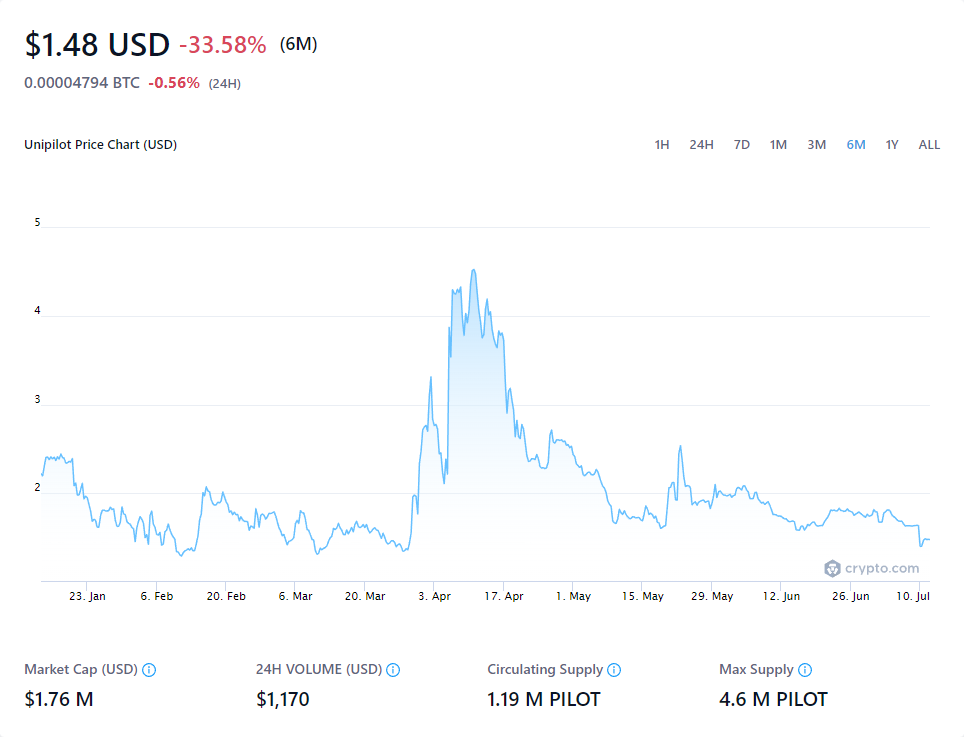 $1.48 USD -33.58% (6M)
0.00004794 BTC -0.56% (24H)
Unipilot Price Chart (USD) 1H 24H 7D 1M 3M 6M 1Y ALL
5
4
3
2
crypto.com
23. Jan 6. Feb 20. Feb 6. Mar 20. Mar 3. Apr 17. Apr 1. May 15. May 29. May 12. Jun 26. Jun 10. Jul
Market Cap (USD) 24H VOLUME (USD) Circulating Supply Max Supply
$1.76 M $1,170 1.19 M PILOT 4.6 M PILOT